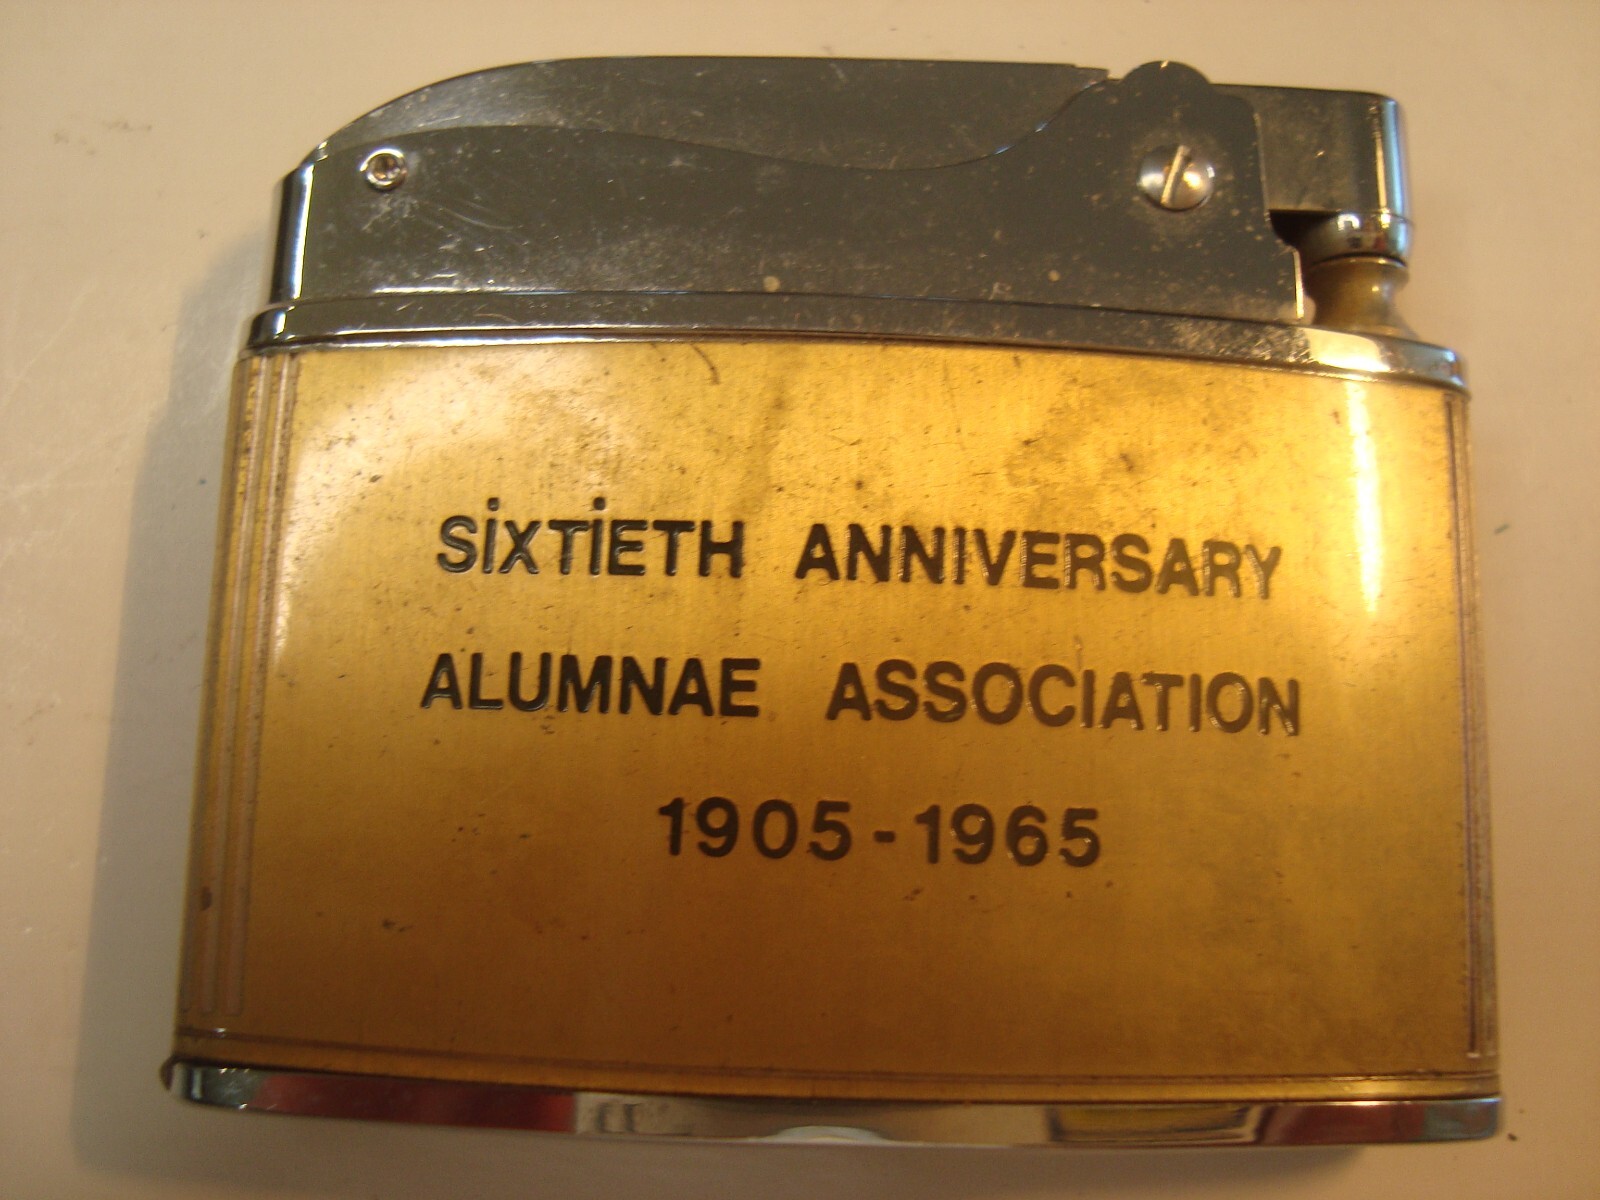 SiXTiETH ANNIVERSARY
ALUMNAE ASSOCIATION
1905-1965